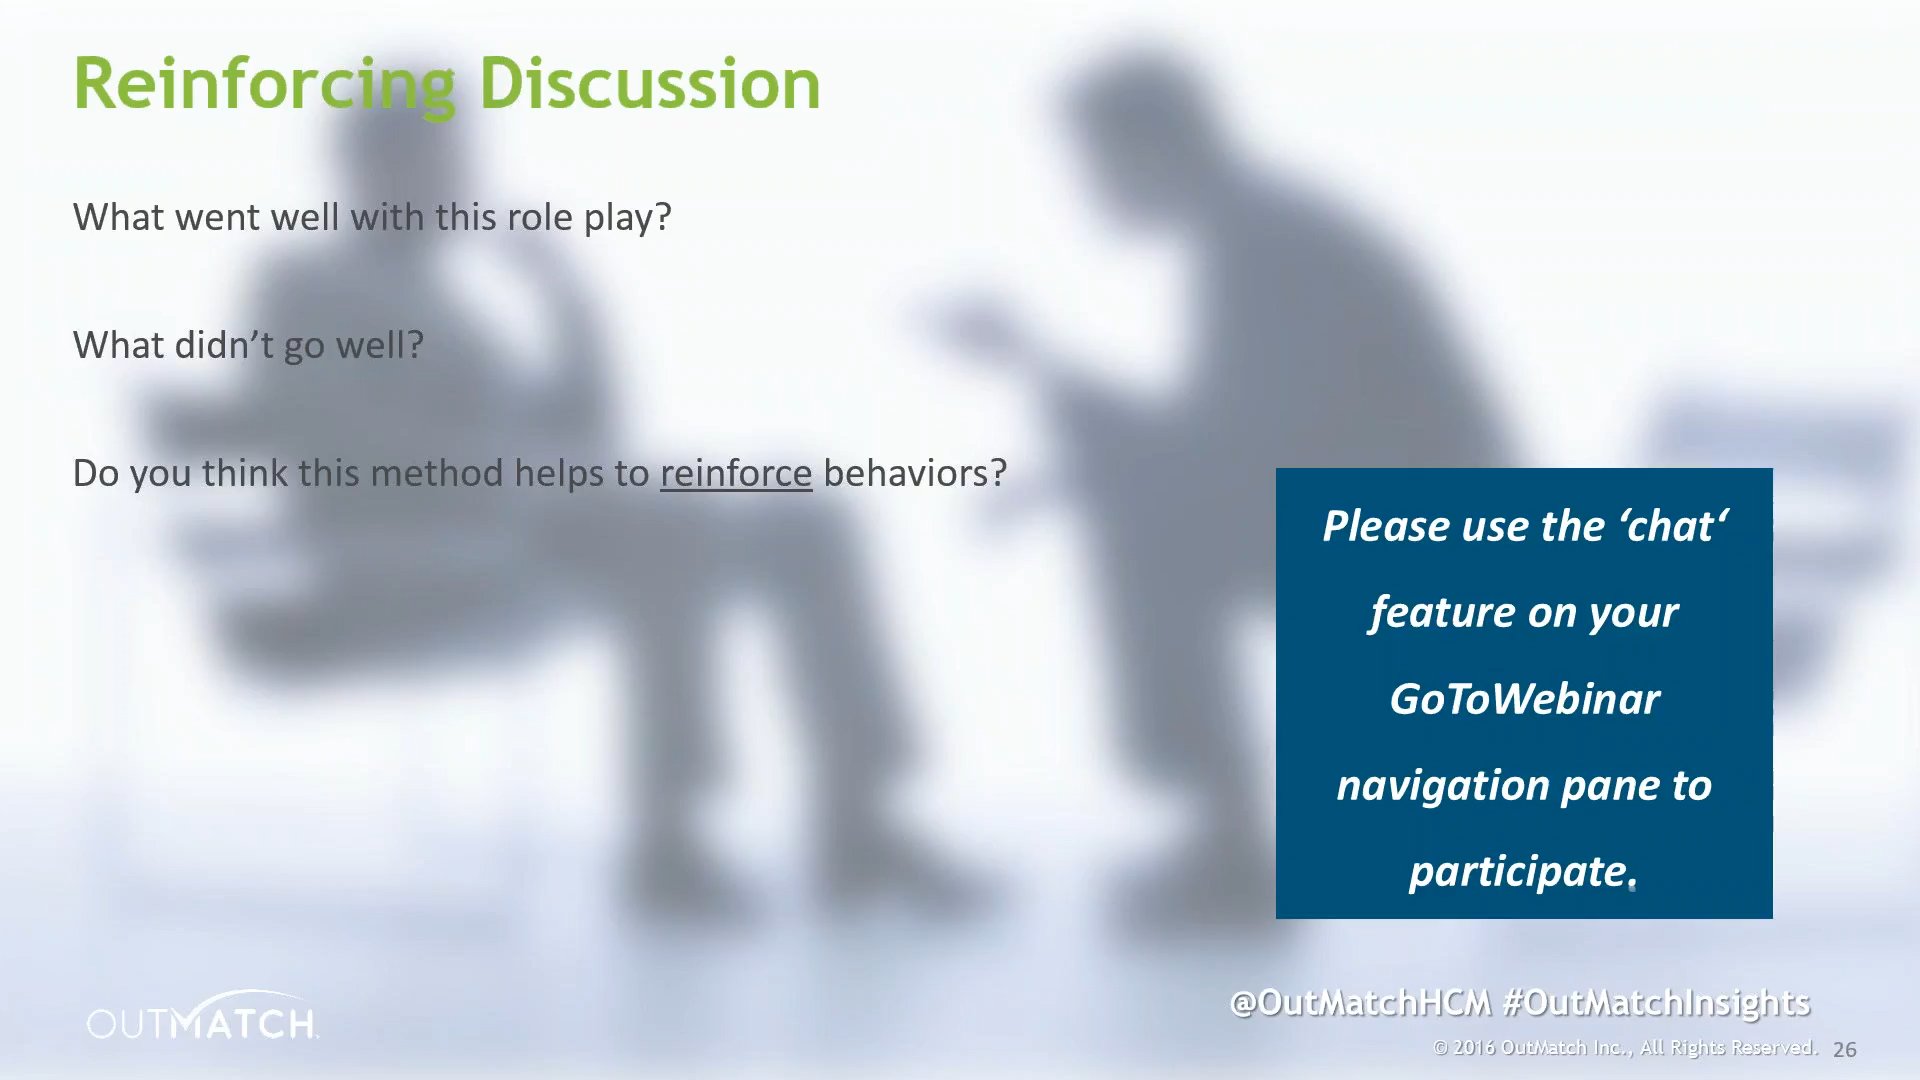 Reinforcing Discussion
What went well with this role play?
What didn’t go well?
Do you think this method helps to reinforce behaviors?
Please use the ‘chat‘
feature on your
GoToWebinar
navigation pane to
participate.
OUTMATCH
@OutMatchHCM #OutMatchInsights
© 2016 OutMatch Inc., All Rights Reserved. 26